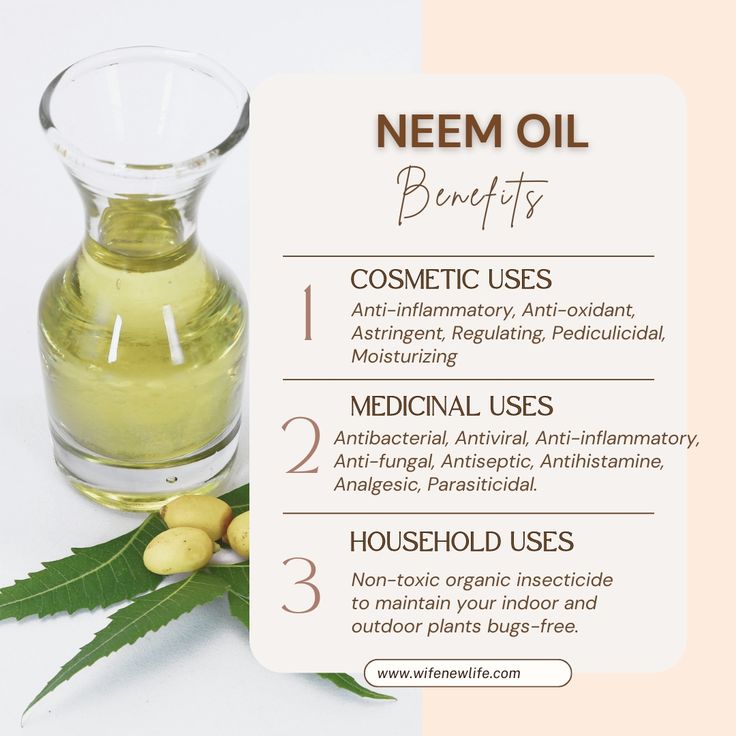 NEEM OIL
Benefits
1
COSMETIC USES
Anti-inflammatory, Anti-oxidant,
Astringent, Regulating, Pediculicidal,
Moisturizing
2
MEDICINAL USES
Antibacterial, Antiviral, Anti-inflammatory,
Anti-fungal, Antiseptic, Antihistamine,
Analgesic, Parasiticidal.
3
HOUSEHOLD USES
Non-toxic organic insecticide
to maintain your indoor and
outdoor plants bugs-free.
www.wifenewlife.com